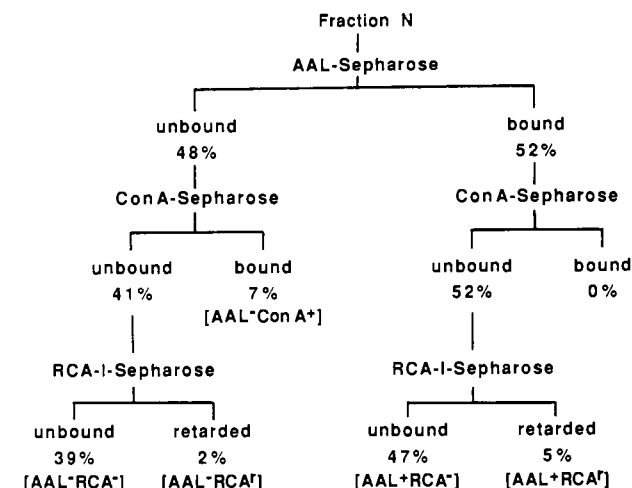 Fraction N
AAL-Sepharose
unbound bound
48% 52%
ConA-Sepharose ConA-Sepharose
unbound bound unbound bound
41% 7% 52% 0%
[AAL-Con A+]
RCA-I-Sepharose RCA-I-Sepharose
unbound retarded unbound retarded
39% 2% 47% 5%
[AAL-RCA-] [AAL-RCAr] [AAL+RCA-] [AAL+RCAr]